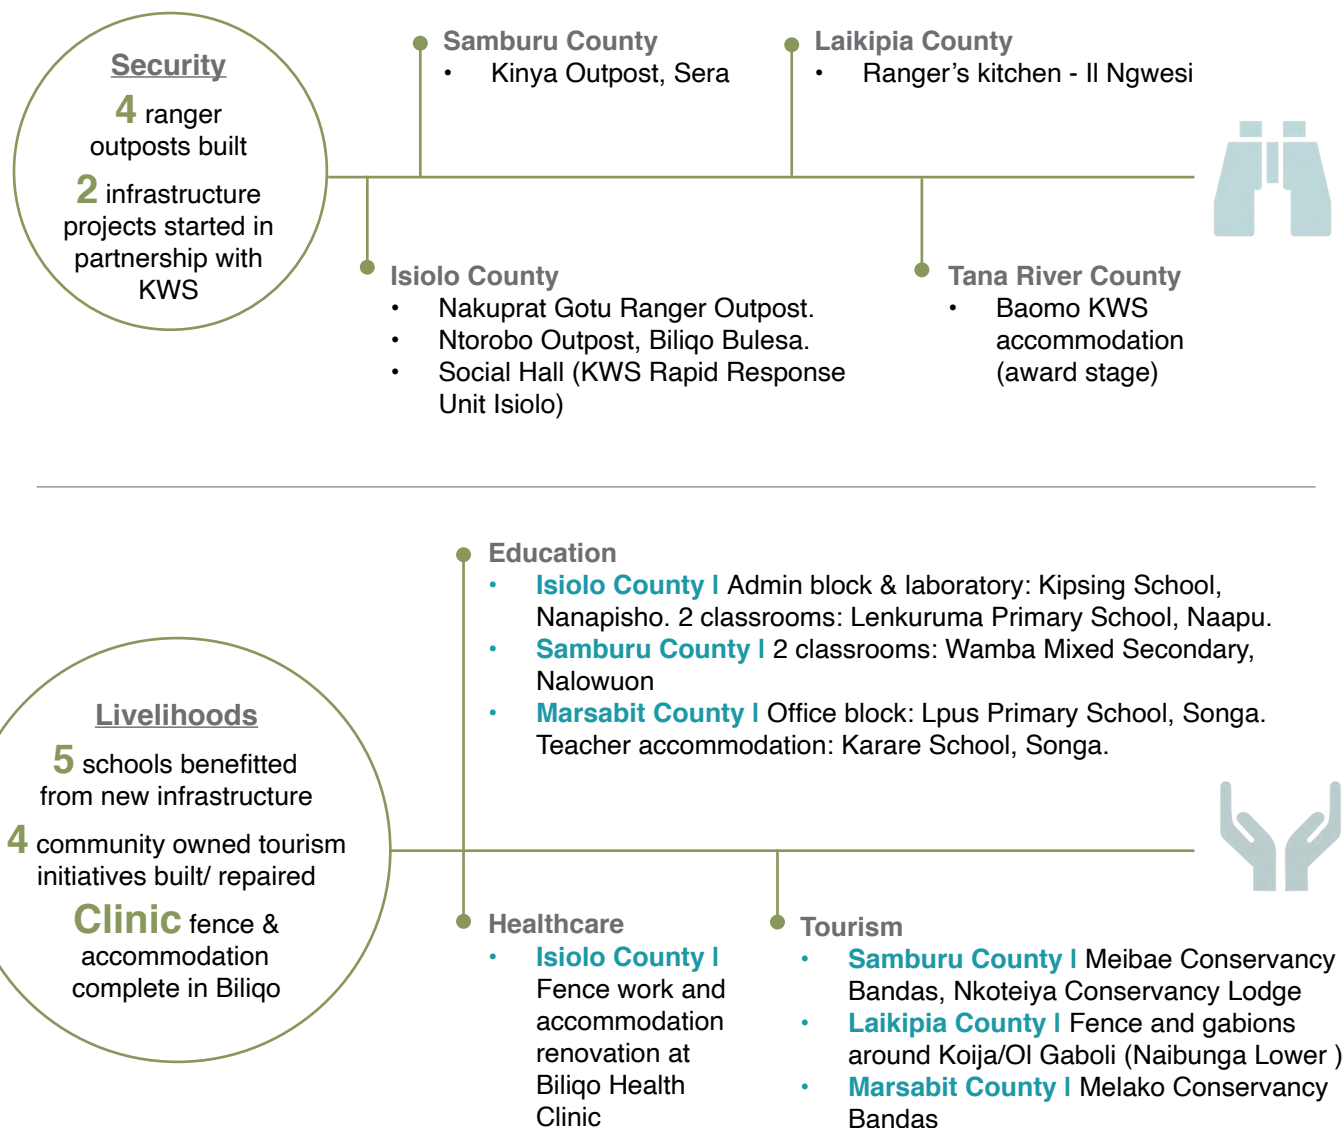 Security
4 ranger
outposts built
2 infrastructure
projects started in
partnership with
KWS
Samburu County
• Kinya Outpost, Sera
Laikipia County
• Ranger's kitchen - Il Ngwesi
Isiolo County
• Nakuprat Gotu Ranger Outpost.
• Ntorobo Outpost, Biliqo Bulesa.
• Social Hall (KWS Rapid Response
Unit Isiolo)
Tana River County
• Baomo KWS
accommodation
(award stage)
Livelihoods
5 schools benefitted
from new infrastructure
4 community owned tourism
initiatives built/ repaired
Clinic fence &
accommodation
complete in Biliqo
Education
• Isiolo County | Admin block & laboratory: Kipsing School,
Nanapisho. 2 classrooms: Lenkuruma Primary School, Naapu.
• Samburu County | 2 classrooms: Wamba Mixed Secondary,
Nalowuon
• Marsabit County | Office block: Lpus Primary School, Songa.
Teacher accommodation: Karare School, Songa.
Healthcare
• Isiolo County |
Fence work and
accommodation
renovation at
Biliqo Health
Clinic
Tourism
• Samburu County | Meibae Conservancy
Bandas, Nkoteiya Conservancy Lodge
• Laikipia County | Fence and gabions
around Koija/Ol Gaboli (Naibunga Lower )
• Marsabit County | Melako Conservancy
Bandas